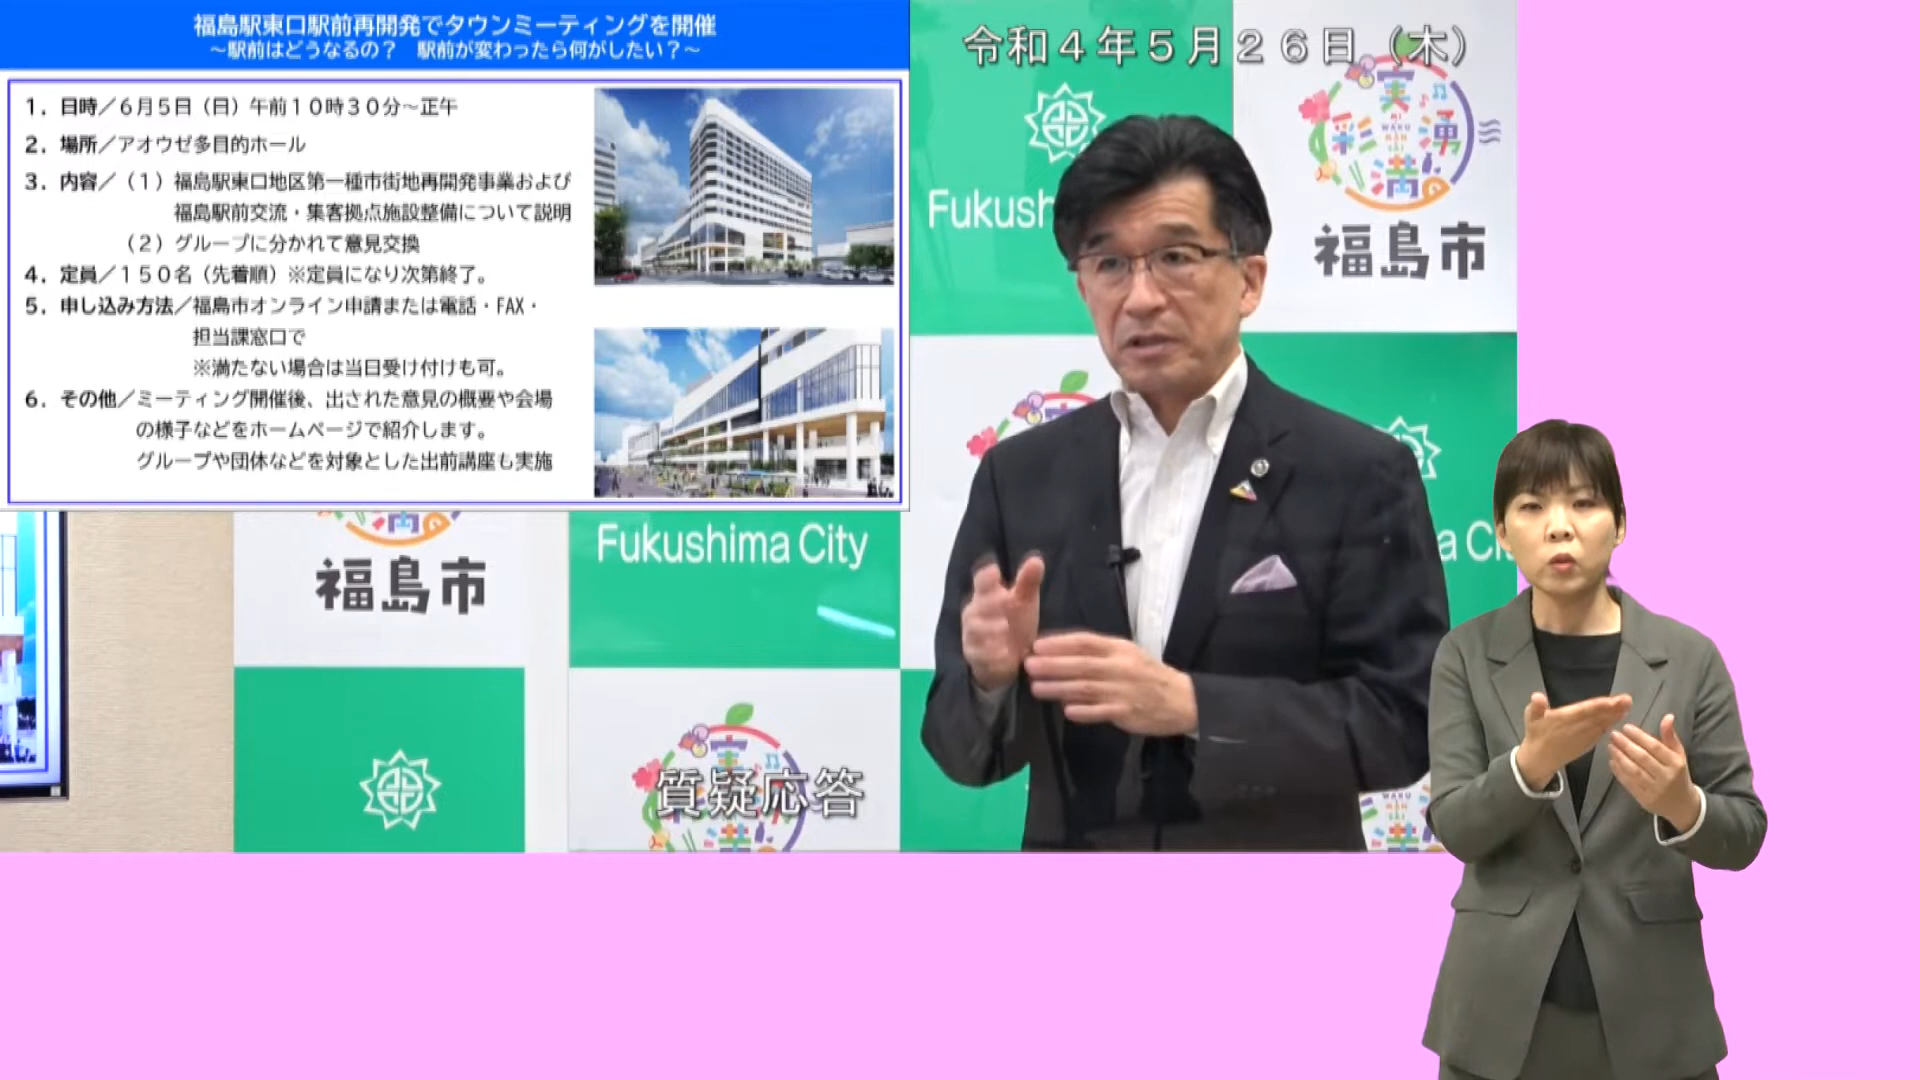 福島駅東口駅前再開発でタウンミーティングを開催
～駅前はどうなるの？　駅前が変わったら何がしたい？～
１．日時／６月５日（日）午前１０時３０分～正午
２．場所／アオウゼ多目的ホール
３．内容／（１）福島駅東口地区第一種市街地再開発事業および
福島駅前交流・集客拠点施設整備について説明
（２）グループに分かれて意見交換
４．定員／１５０名（先着順）※定員になり次第終了。
５．申し込み方法／福島市オンライン申請または電話・FAX・
担当課窓口で
※満たない場合は当日受け付けも可。
６．その他／ミーティング開催後、出された意見の概要や会場
の様子などをホームページで紹介します。
グループや団体などを対象とした出前講座も実施
令和４年５月２６日（木）
Fukush
実
湧
彩
満
福島市
福島市
Fukushima City
a Ci
質疑応答